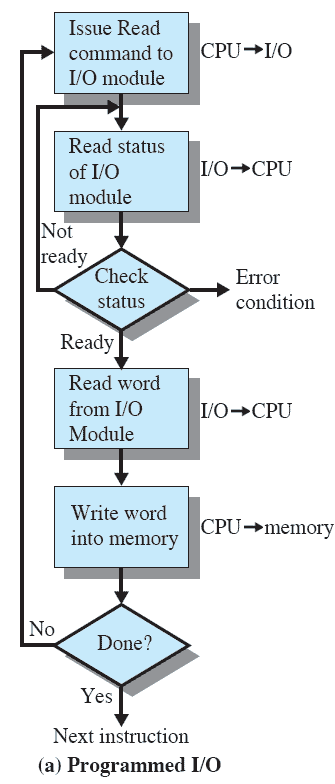 Issue Read
command to
I/O module
CPU→I/O
Read status
of I/O
module
I/O→CPU
Not
ready
Check
status
Error
condition
Ready
Read word
from I/O
Module
I/O→CPU
Write word
into memory
CPU→memory
No
Done?
Yes
Next instruction
(a) Programmed I/O